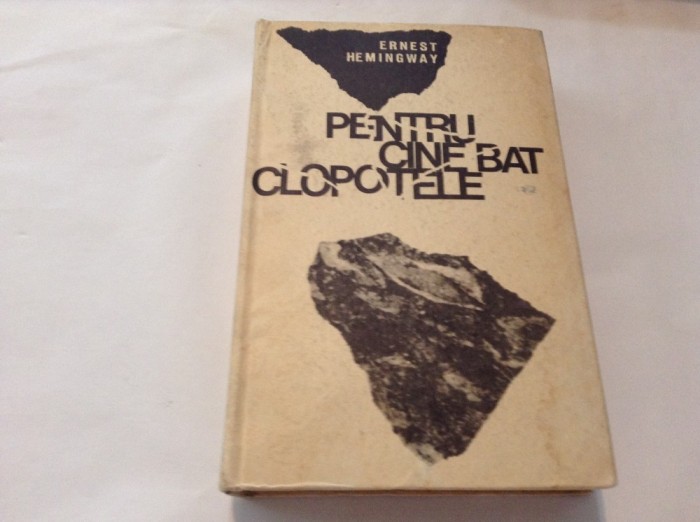 ERNEST
HEMINGWAY
PENTRU
CINE BAT
CLOPOTELE